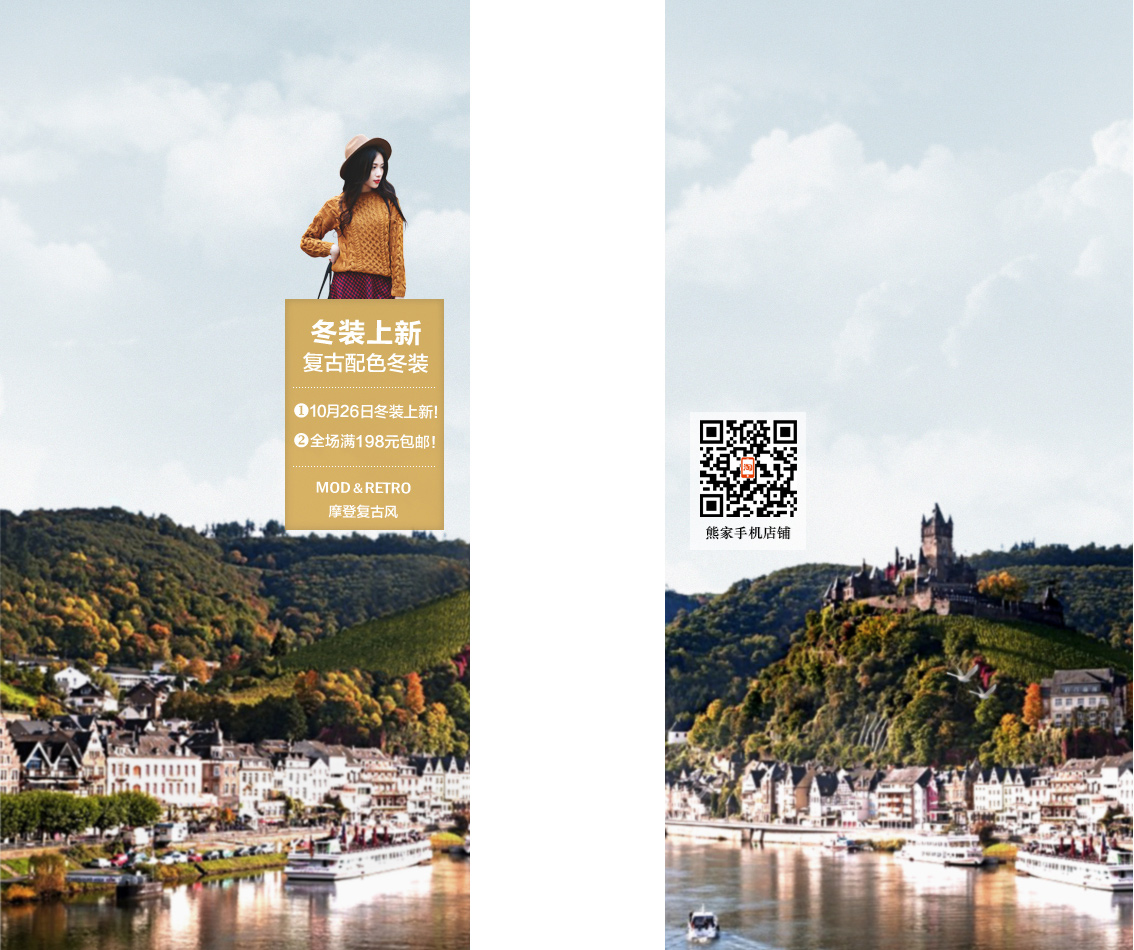 冬装上新
复古配色冬装
❶10月26日冬装上新!
❷全场满198元包邮!
MOD & RETRO
摩登复古风
淘
熊家手机店铺